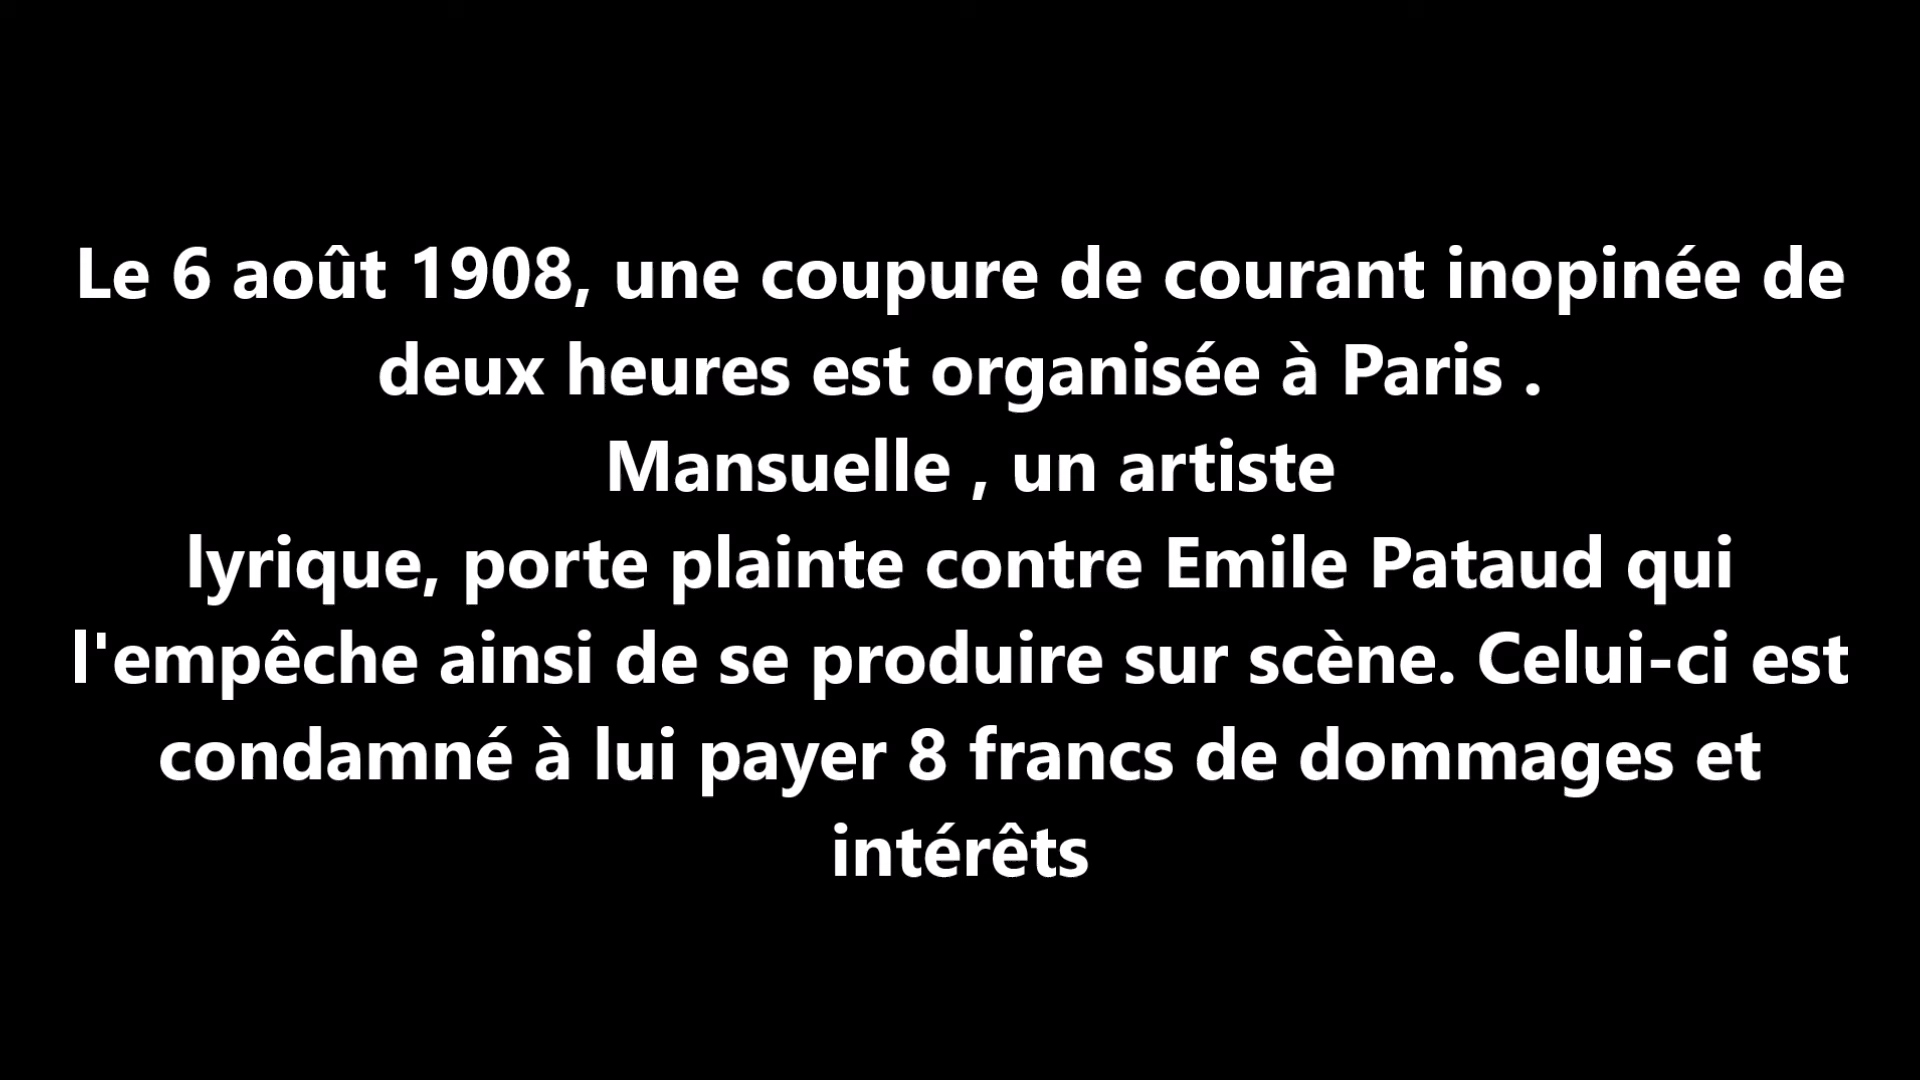 Le 6 août 1908, une coupure de courant inopinée de
deux heures est organisée à Paris .
Mansuelle , un artiste
lyrique, porte plainte contre Emile Pataud qui
l'empêche ainsi de se produire sur scène. Celui-ci est
condamné à lui payer 8 francs de dommages et
intérêts